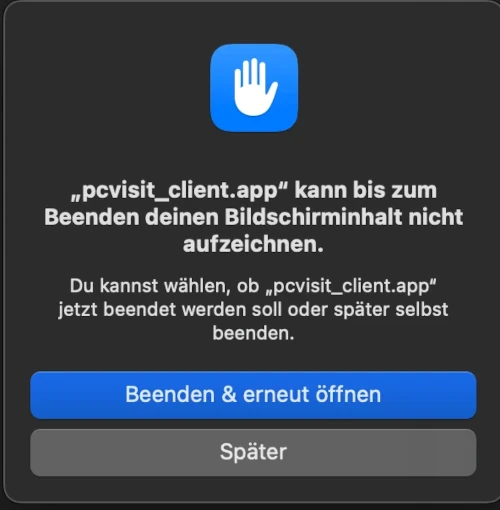 „pcvisit_client.app“ kann bis zum
Beenden deinen Bildschirminhalt nicht
aufzeichnen.
Du kannst wählen, ob „pcvisit_client.app“
jetzt beendet werden soll oder später selbst
beenden.
Beenden & erneut öffnen
Später